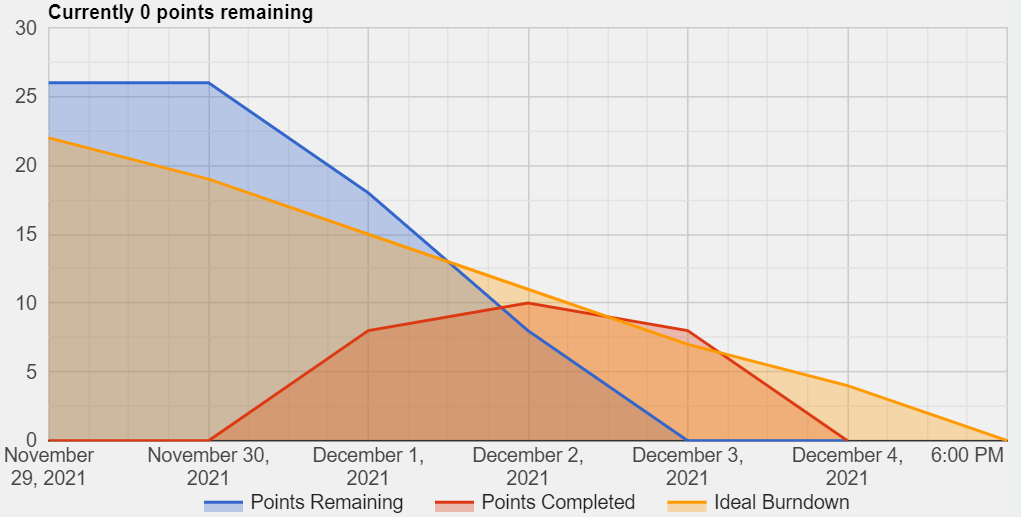 Currently 0 points remaining
30
25
20
15
10
5
0
November
29, 2021
November 30,
2021
December 1,
2021
December 2,
2021
December 3,
2021
December 4,
2021
6:00 PM
Points Remaining
Points Completed
Ideal Burndown